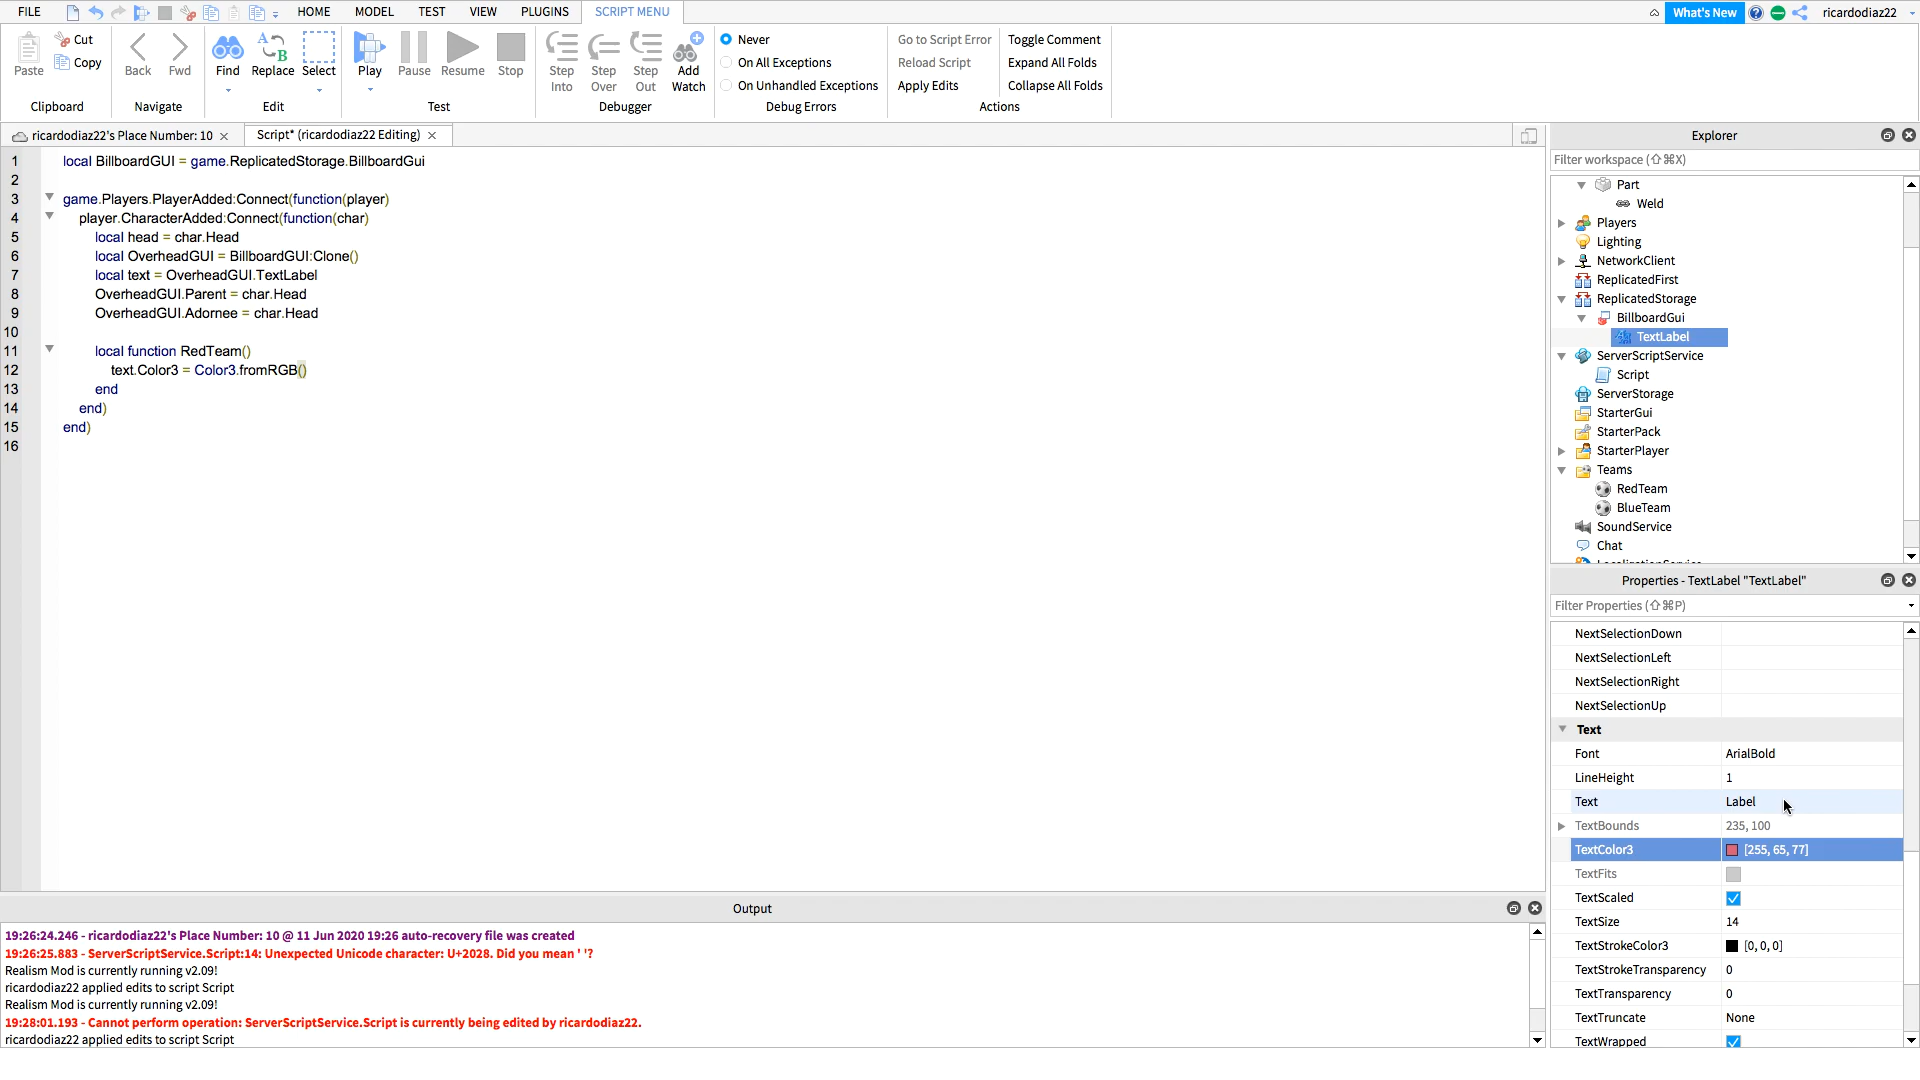 FILE HOME MODEL TEST VIEW PLUGINS SCRIPT MENU What's New ricardodiaz22
Paste Cut Copy Back Fwd Find Replace Select Play Pause Resume Stop Step Into Step Over Step Out Add Watch
Never
On All Exceptions
On Unhandled Exceptions
Go to Script Error
Reload Script
Apply Edits
Toggle Comment
Expand All Folds
Collapse All Folds
Clipboard Navigate Edit Test Debugger Debug Errors Actions
ricardodiaz22's Place Number: 10 Script* (ricardodiaz22 Editing)
1 local BillboardGUI = game.ReplicatedStorage.BillboardGui
2
3 game.Players.PlayerAdded:Connect(function(player)
4 player.CharacterAdded:Connect(function(char)
5 local head = char.Head
6 local OverheadGUI = BillboardGUI:Clone()
7 local text = OverheadGUI.TextLabel
8 OverheadGUI.Parent = char.Head
9 OverheadGUI.Adornee = char.Head
10
11 local function RedTeam()
12 text.Color3 = Color3.fromRGB()
13 end
14 end)
15 end)
16
Explorer
Filter workspace (⇧⌘X)
Part
Weld
Players
Lighting
NetworkClient
ReplicatedFirst
ReplicatedStorage
BillboardGui
TextLabel
ServerScriptService
Script
ServerStorage
StarterGui
StarterPack
StarterPlayer
Teams
RedTeam
BlueTeam
SoundService
Chat
Properties - TextLabel "TextLabel"
Filter Properties (⇧⌘P)
NextSelectionDown
NextSelectionLeft
NextSelectionRight
NextSelectionUp
Text
Font ArialBold
LineHeight 1
Text Label
TextBounds 235, 100
TextColor3 [255, 65, 77]
TextFits
TextScaled
TextSize 14
TextStrokeColor3 [0, 0, 0]
TextStrokeTransparency 0
TextTransparency 0
TextTruncate None
TextWrapped
Output
19:26:24.246 - ricardodiaz22's Place Number: 10 @ 11 Jun 2020 19:26 auto-recovery file was created
19:26:25.883 - ServerScriptService.Script:14: Unexpected Unicode character: U+2028. Did you mean ' '?
Realism Mod is currently running v2.09!
ricardodiaz22 applied edits to script Script
Realism Mod is currently running v2.09!
19:28:01.193 - Cannot perform operation: ServerScriptService.Script is currently being edited by ricardodiaz22.
ricardodiaz22 applied edits to script Script